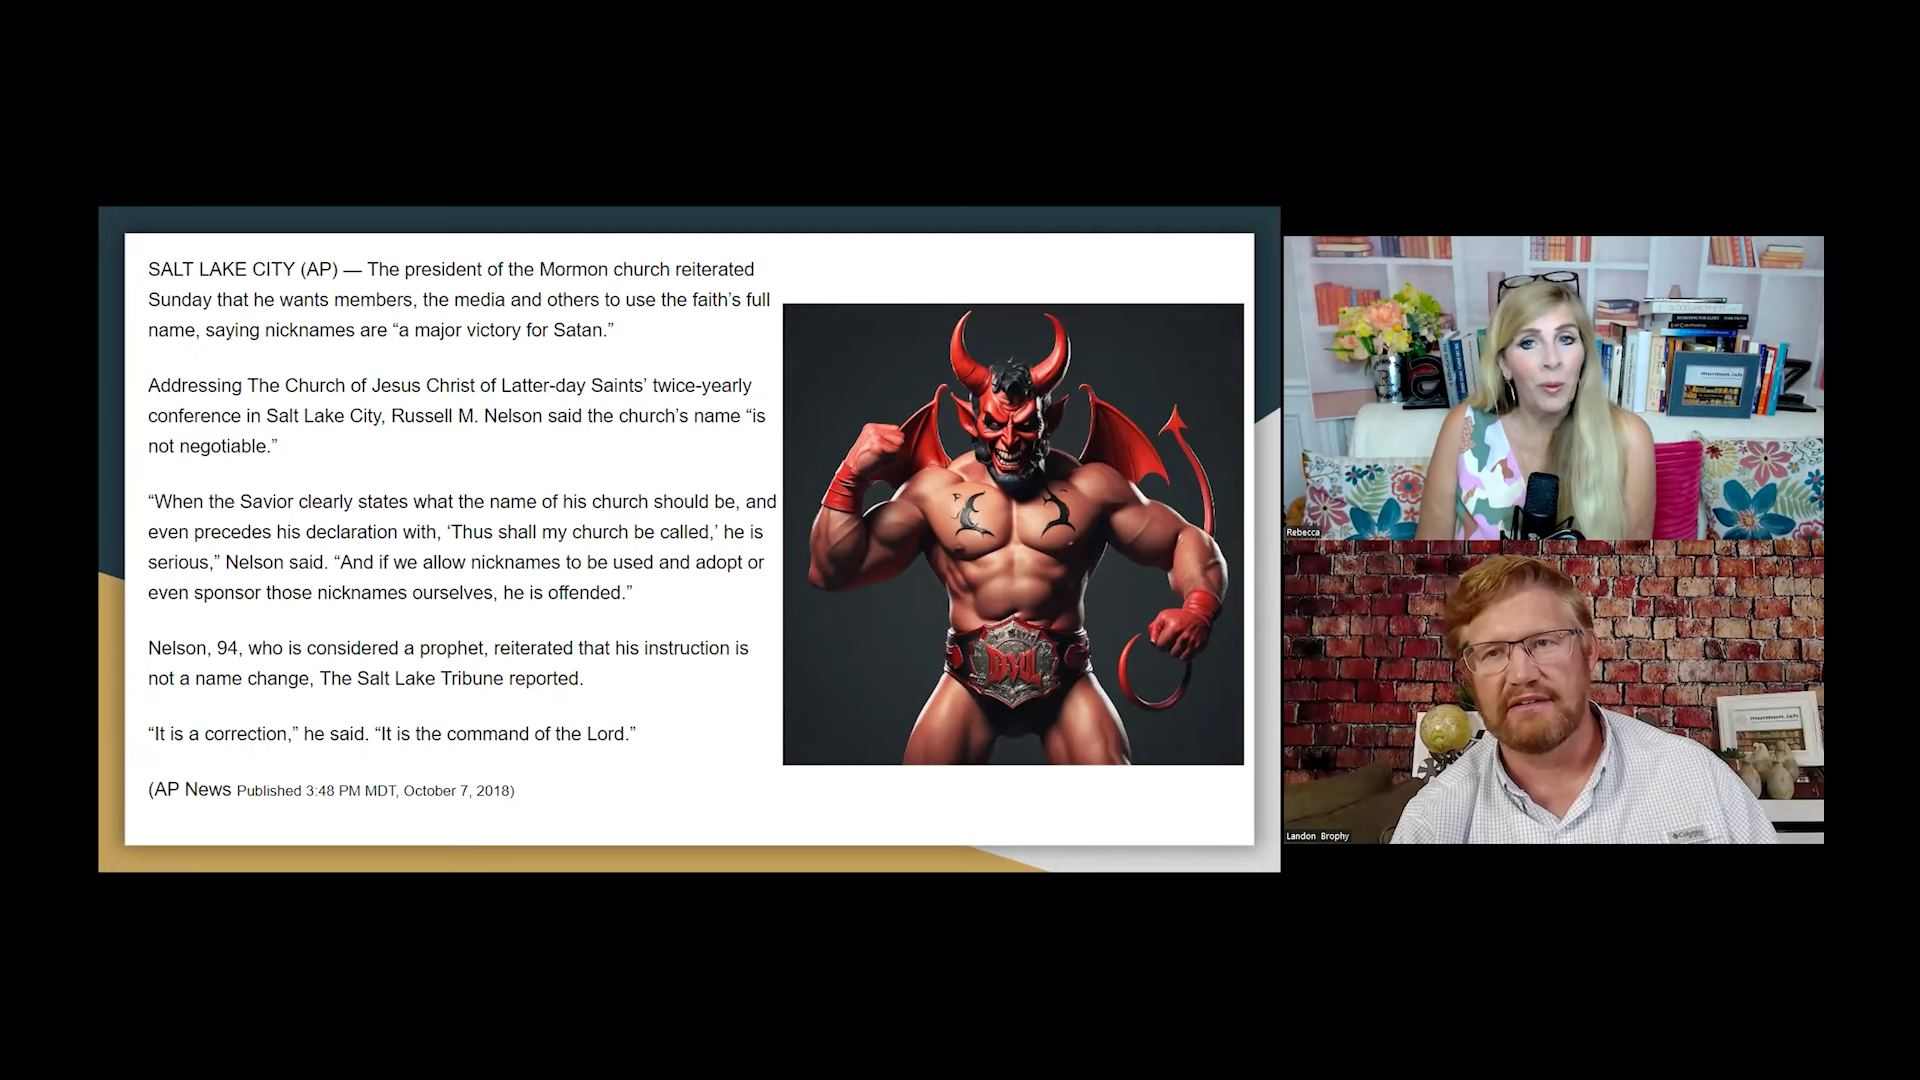 SALT LAKE CITY (AP) — The president of the Mormon church reiterated
Sunday that he wants members, the media and others to use the faith’s full
name, saying nicknames are “a major victory for Satan.”
Addressing The Church of Jesus Christ of Latter-day Saints’ twice-yearly
conference in Salt Lake City, Russell M. Nelson said the church’s name “is
not negotiable.”
“When the Savior clearly states what the name of his church should be, and
even precedes his declaration with, ‘Thus shall my church be called,’ he is
serious,” Nelson said. “And if we allow nicknames to be used and adopt or
even sponsor those nicknames ourselves, he is offended.”
Nelson, 94, who is considered a prophet, reiterated that his instruction is
not a name change, The Salt Lake Tribune reported.
“It is a correction,” he said. “It is the command of the Lord.”
(AP News Published 3:48 PM MDT, October 7, 2018)
mormon.ish
Rebecca
mormon.ish
Columbia
Landon Brophy